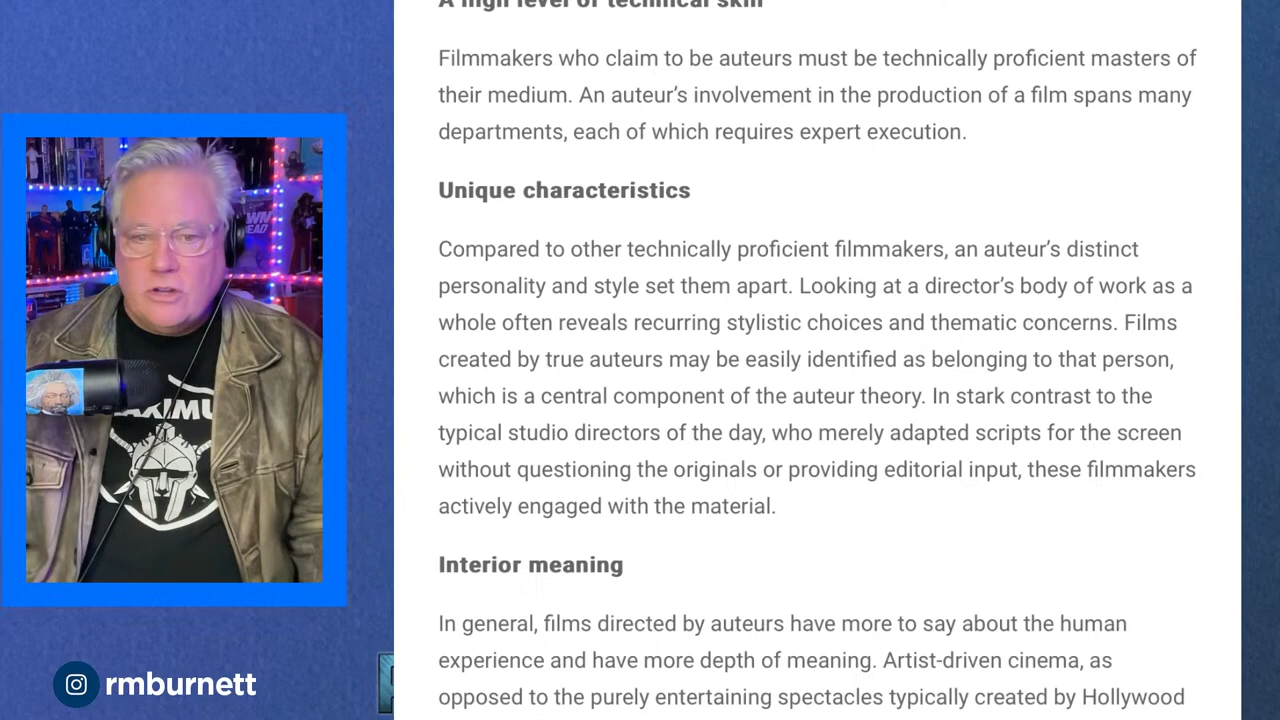 A high level of technical skill
Filmmakers who claim to be auteurs must be technically proficient masters of
their medium. An auteur’s involvement in the production of a film spans many
departments, each of which requires expert execution.
Unique characteristics
Compared to other technically proficient filmmakers, an auteur’s distinct
personality and style set them apart. Looking at a director’s body of work as a
whole often reveals recurring stylistic choices and thematic concerns. Films
created by true auteurs may be easily identified as belonging to that person,
which is a central component of the auteur theory. In stark contrast to the
typical studio directors of the day, who merely adapted scripts for the screen
without questioning the originals or providing editorial input, these filmmakers
actively engaged with the material.
Interior meaning
In general, films directed by auteurs have more to say about the human
experience and have more depth of meaning. Artist-driven cinema, as
opposed to the purely entertaining spectacles typically created by Hollywood
rmburnett